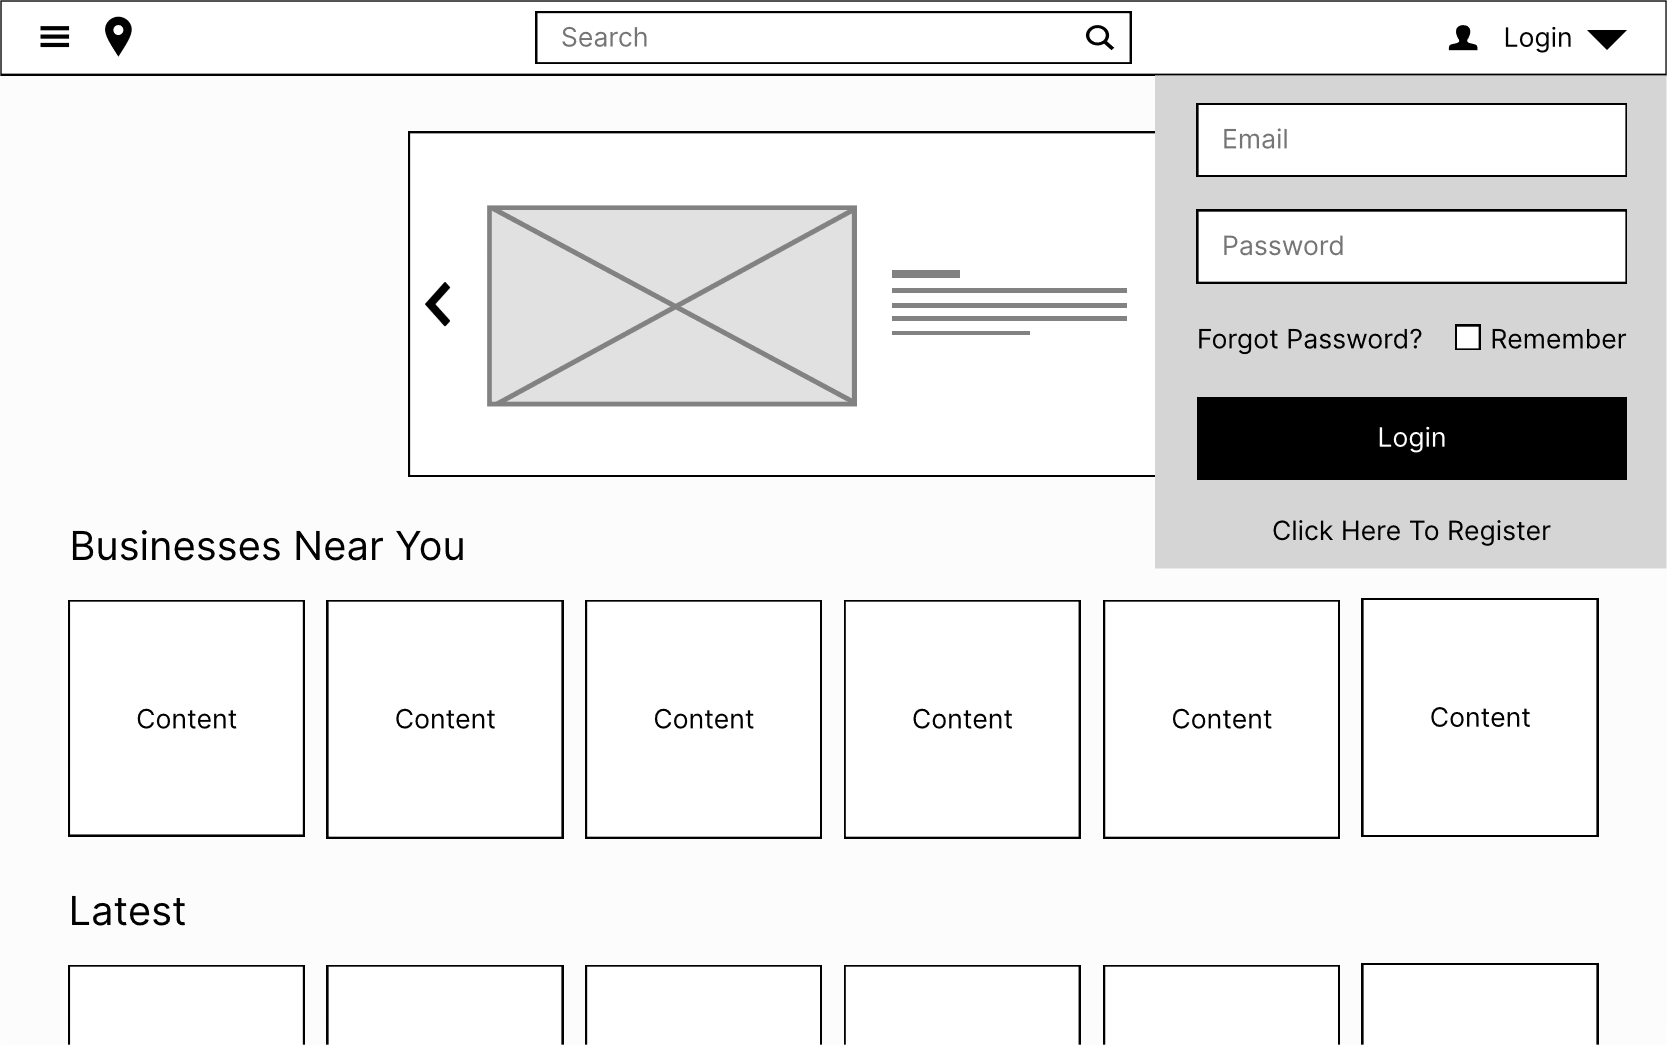 Search
Login
Email
Password
Forgot Password?
Remember
Login
Click Here To Register
Businesses Near You
Content
Content
Content
Content
Content
Content
Latest